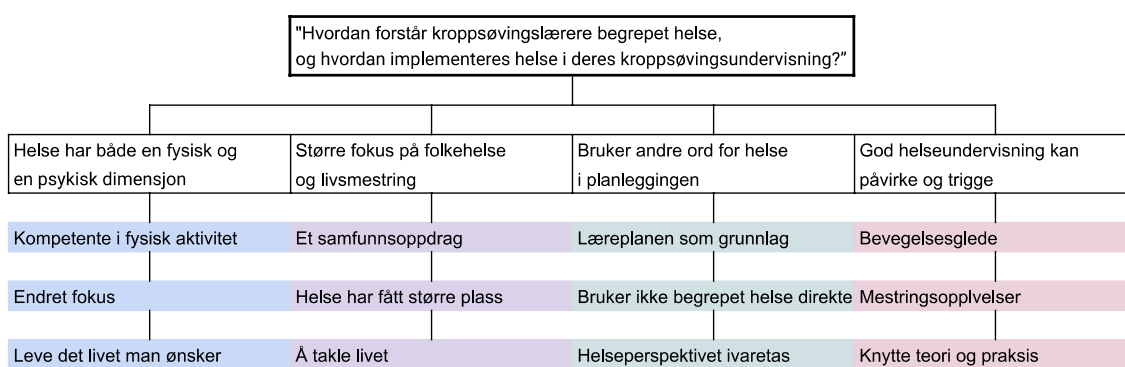 "Hvordan forstår kroppsøvingslærere begrepet helse,
og hvordan implementeres helse i deres kroppsøvingsundervisning?”
Helse har både en fysisk og
en psykisk dimensjon
Større fokus på folkehelse
og livsmestring
Bruker andre ord for helse
i planleggingen
God helseundervisning kan
påvirke og trigge
Kompetente i fysisk aktivitet
Et samfunnsoppdrag
Læreplanen som grunnlag
Bevegelsesglede
Endret fokus
Helse har fått større plass
Bruker ikke begrepet helse direkte
Mestringsopplvelser
Leve det livet man ønsker
Å takle livet
Helseperspektivet ivaretas
Knytte teori og praksis